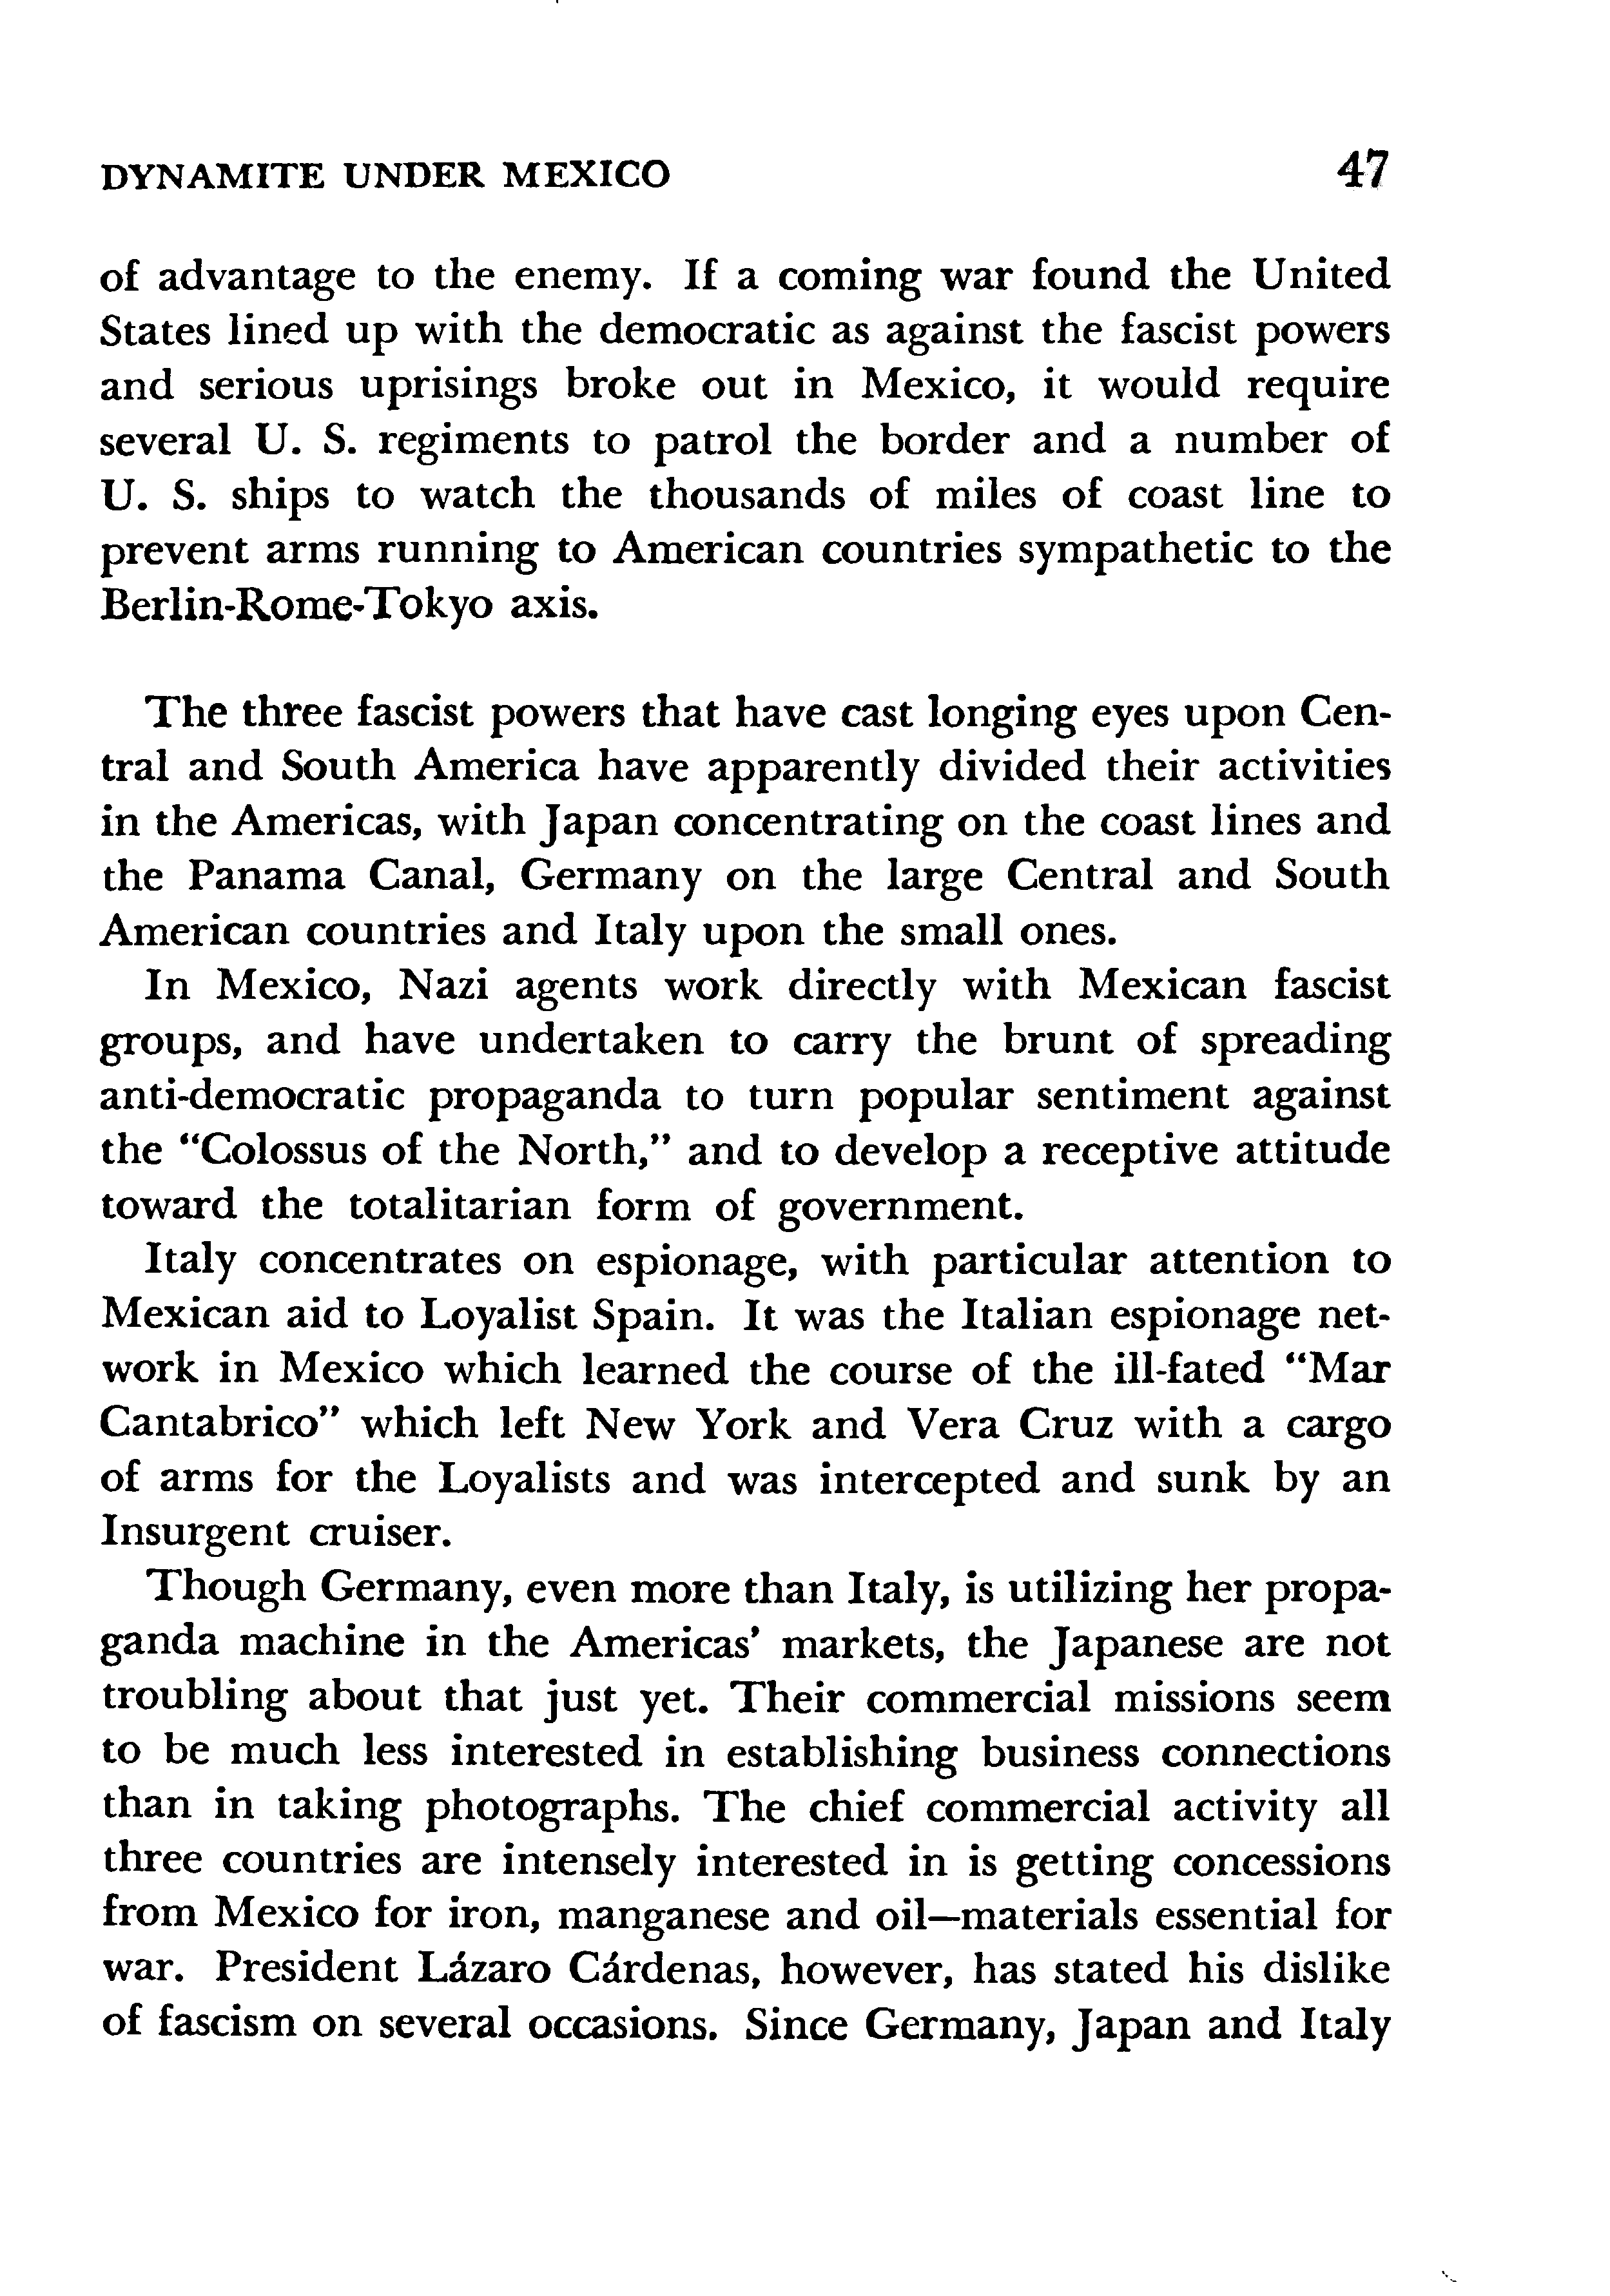 DYNAMITE UNDER MEXICO 47
of advantage to the enemy. If a coming war found the United
States lined up with the democratic as against the fascist powers
and serious uprisings broke out in Mexico, it would require
several U. S. regiments to patrol the border and a number of
U. S. ships to watch the thousands of miles of coast line to
prevent arms running to American countries sympathetic to the
Berlin-Rome-Tokyo axis.
The three fascist powers that have cast longing eyes upon Cen-
tral and South America have apparently divided their activities
in the Americas, with Japan concentrating on the coast lines and
the Panama Canal, Germany on the large Central and South
American countries and Italy upon the small ones.
In Mexico, Nazi agents work directly with Mexican fascist
groups, and have undertaken to carry the brunt of spreading
anti-democratic propaganda to turn popular sentiment against
the "Colossus of the North," and to develop a receptive attitude
toward the totalitarian form of government.
Italy concentrates on espionage, with particular attention to
Mexican aid to Loyalist Spain. It was the Italian espionage net-
work in Mexico which learned the course of the ill-fated "Mar
Cantabrico" which left New York and Vera Cruz with a cargo
of arms for the Loyalists and was intercepted and sunk by an
Insurgent cruiser.
Though Germany, even more than Italy, is utilizing her propa-
ganda machine in the Americas' markets, the Japanese are not
troubling about that just yet. Their commercial missions seem
to be much less interested in establishing business connections
than in taking photographs. The chief commercial activity all
three countries are intensely interested in is getting concessions
from Mexico for iron, manganese and oil—materials essential for
war. President Lázaro Cárdenas, however, has stated his dislike
of fascism on several occasions. Since Germany, Japan and Italy